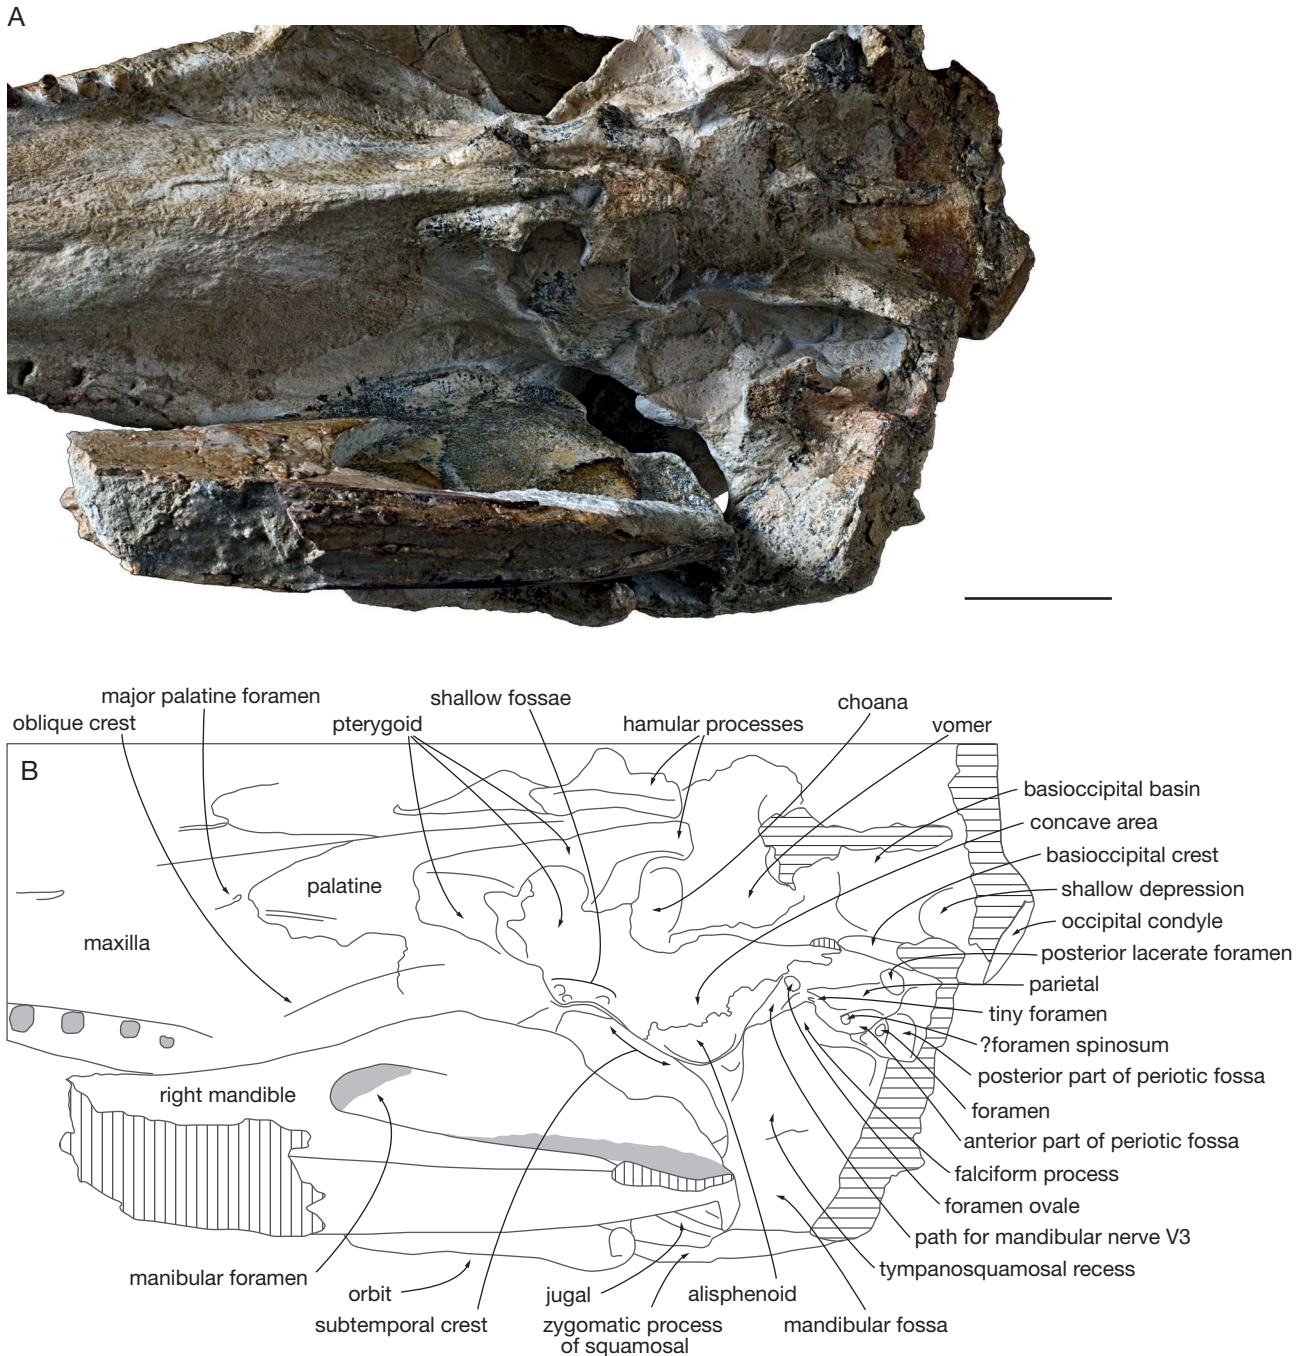 A
major palatine foramen
shallow fossae
choana
oblique crest
pterygoid
hamular processes
vomer
B
basioccipital basin
concave area
basioccipital crest
palatine
shallow depression
occipital condyle
maxilla
posterior lacerate foramen
parietal
tiny foramen
?foramen spinosum
posterior part of periotic fossa
right mandible
foramen
anterior part of periotic fossa
falciform process
foramen ovale
path for mandibular nerve V3
tympanosquamosal recess
manibular foramen
orbit
jugal
alisphenoid
subtemporal crest
zygomatic process
of squamosal
mandibular fossa